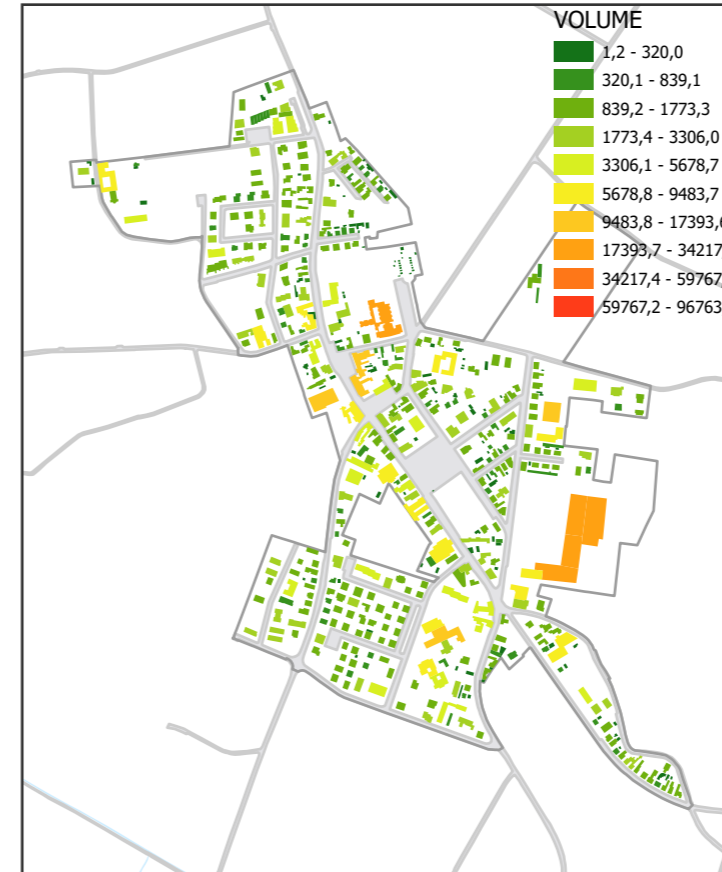 VOLUME
1,2 - 320,0
320,1 - 839,1
839,2 - 1773,3
1773,4 - 3306,0
3306,1 - 5678,7
5678,8 - 9483,7
9483,8 - 17393,6
17393,7 - 34217
34217,4 - 59767
59767,2 - 96763